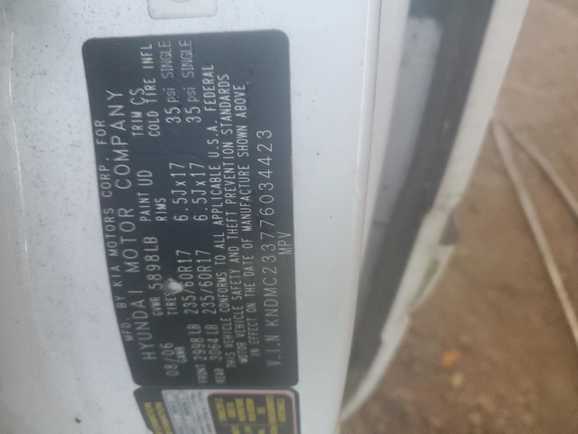 MFD. BY KIA MOTORS CORP. FOR
HYUNDAI MOTOR COMPANY
08/06 GVWR 5898LB PAINT UD TRIM CS
GAWR TIRE RIMS COLD TIRE INFL
FRONT 2998LB 235/60R17 6.5Jx17 35psi SINGLE
REAR 3064LB 235/60R17 6.5Jx17 35psi SINGLE
THIS VEHICLE CONFORMS TO ALL APPLICABLE U.S.A. FEDERAL
MOTOR VEHICLE SAFETY AND THEFT PREVENTION STANDARDS
IN EFFECT ON THE DATE OF MANUFACTURE SHOWN ABOVE
V.I.N KNDMC233776034423
MPV